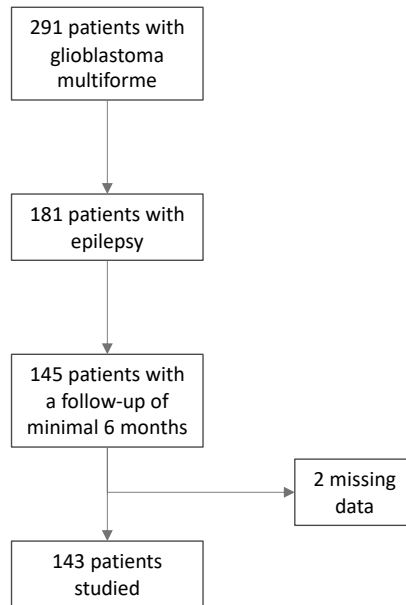 291 patients with
glioblastoma
multiforme
181 patients with
epilepsy
145 patients with
a follow-up of
minimal 6 months
2 missing
data
143 patients
studied